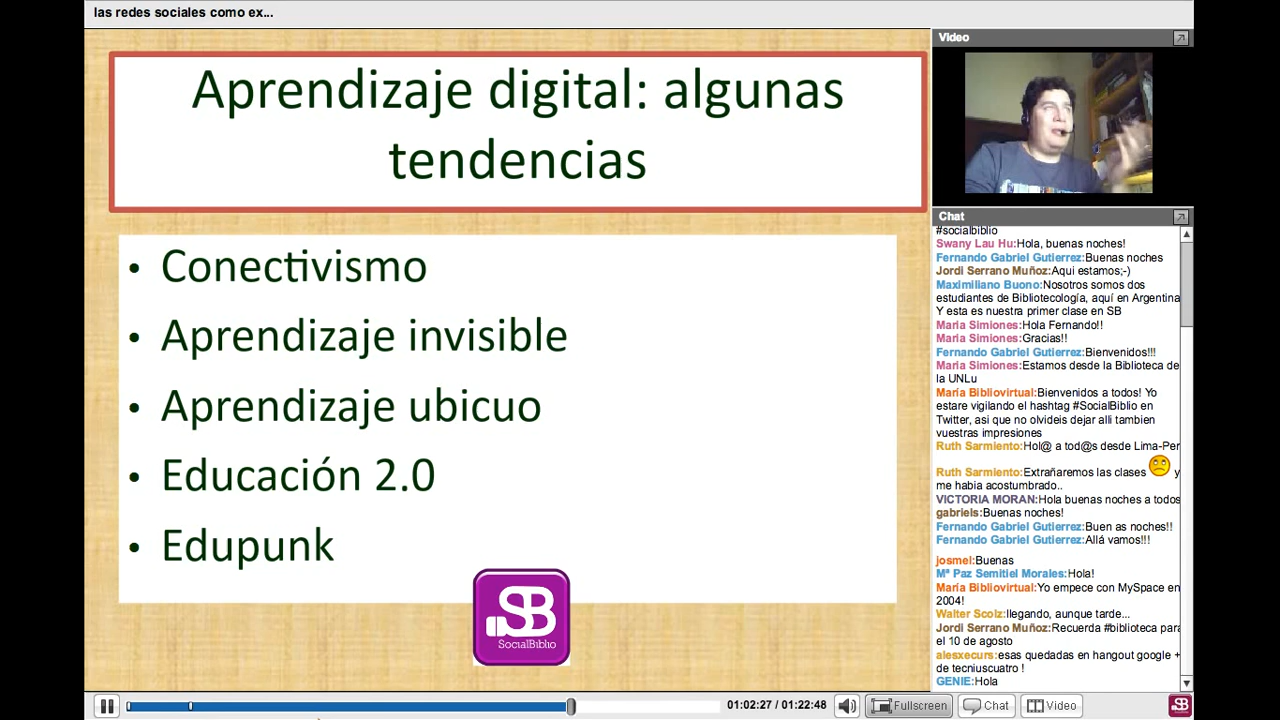 las redes sociales como ex...
Aprendizaje digital: algunas
tendencias
• Conectivismo
• Aprendizaje invisible
• Aprendizaje ubicuo
• Educación 2.0
• Edupunk
SB
SocialBiblio
Video
Chat
#socialbiblio
Swany Lau Hu:Hola, buenas noches!
Fernando Gabriel Gutierrez:Buenas noches
Jordi Serrano Muñoz:Aqui estamos;-)
Maximiliano Buono:Nosotros somos dos
estudiantes de Bibliotecología, aquí en Argentina
Y esta es nuestra primer clase en SB
Maria Simiones:Hola Fernando!!
Maria Simiones:Gracias!!
Fernando Gabriel Gutierrez:Bienvenidos!!!
Maria Simiones:Estamos desde la Biblioteca de
la UNLu
María Bibliovirtual:Bienvenidos a todos! Yo
estare vigilando el hashtag #SocialBiblio en
Twitter, asi que no olvideis dejar alli tambien
vuestras impresiones
Ruth Sarmiento:Hol@ a tod@s desde Lima-Per
Ruth Sarmiento:Extrañaremos las clases y
me habia acostumbrado..
VICTORIA MORAN:Hola buenas noches a todos
gabriels:Buenas noches!
Fernando Gabriel Gutierrez:Buen as noches!!
Fernando Gabriel Gutierrez:Allá vamos!!!
josmel:Buenas
Mª Paz Semitiel Morales:Hola!
María Bibliovirtual:Yo empece con MySpace en
2004!
Walter Scolz:llegando, aunque tarde...
Jordi Serrano Muñoz:Recuerda #biblioteca para
el 10 de agosto
alesxecurs:esas quedadas en hangout google +
de tecniuscuatro !
GENIE:Hola
01:02:27 / 01:22:48
Fullscreen
Chat
Video
SB